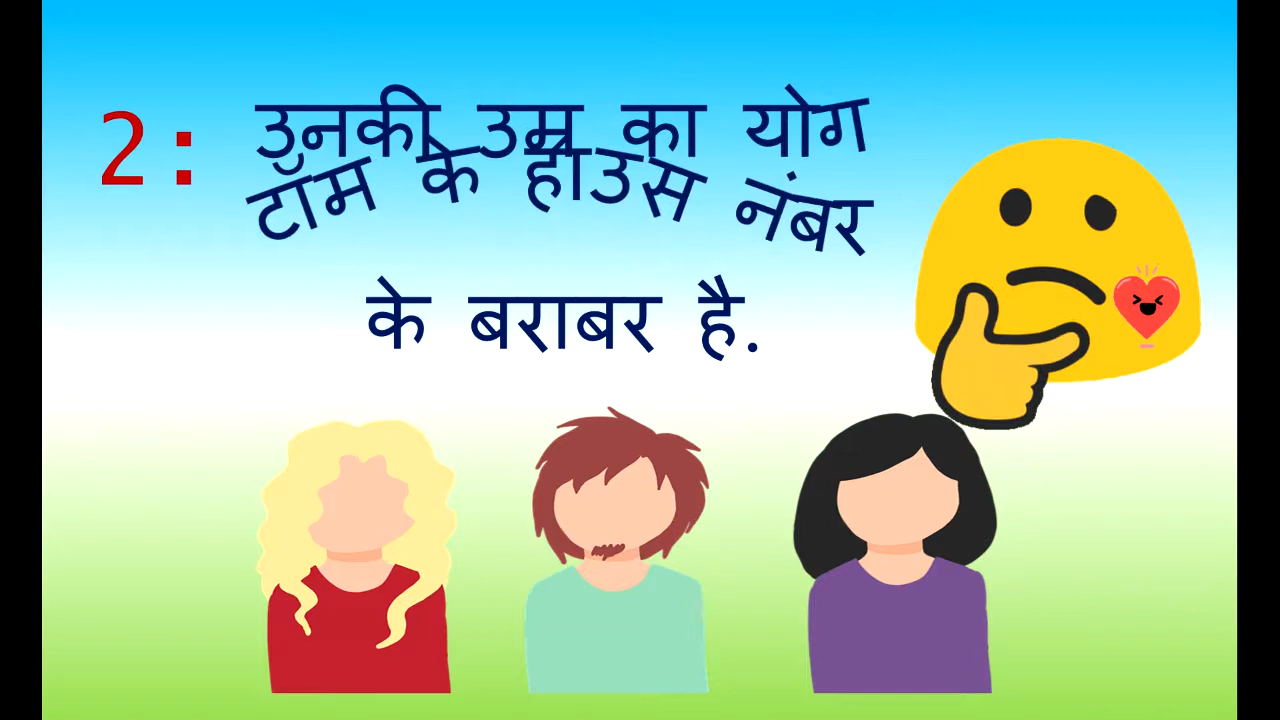 2: उनकी उम्र का योग
टॉम के हाउस नंबर
के बराबर है.